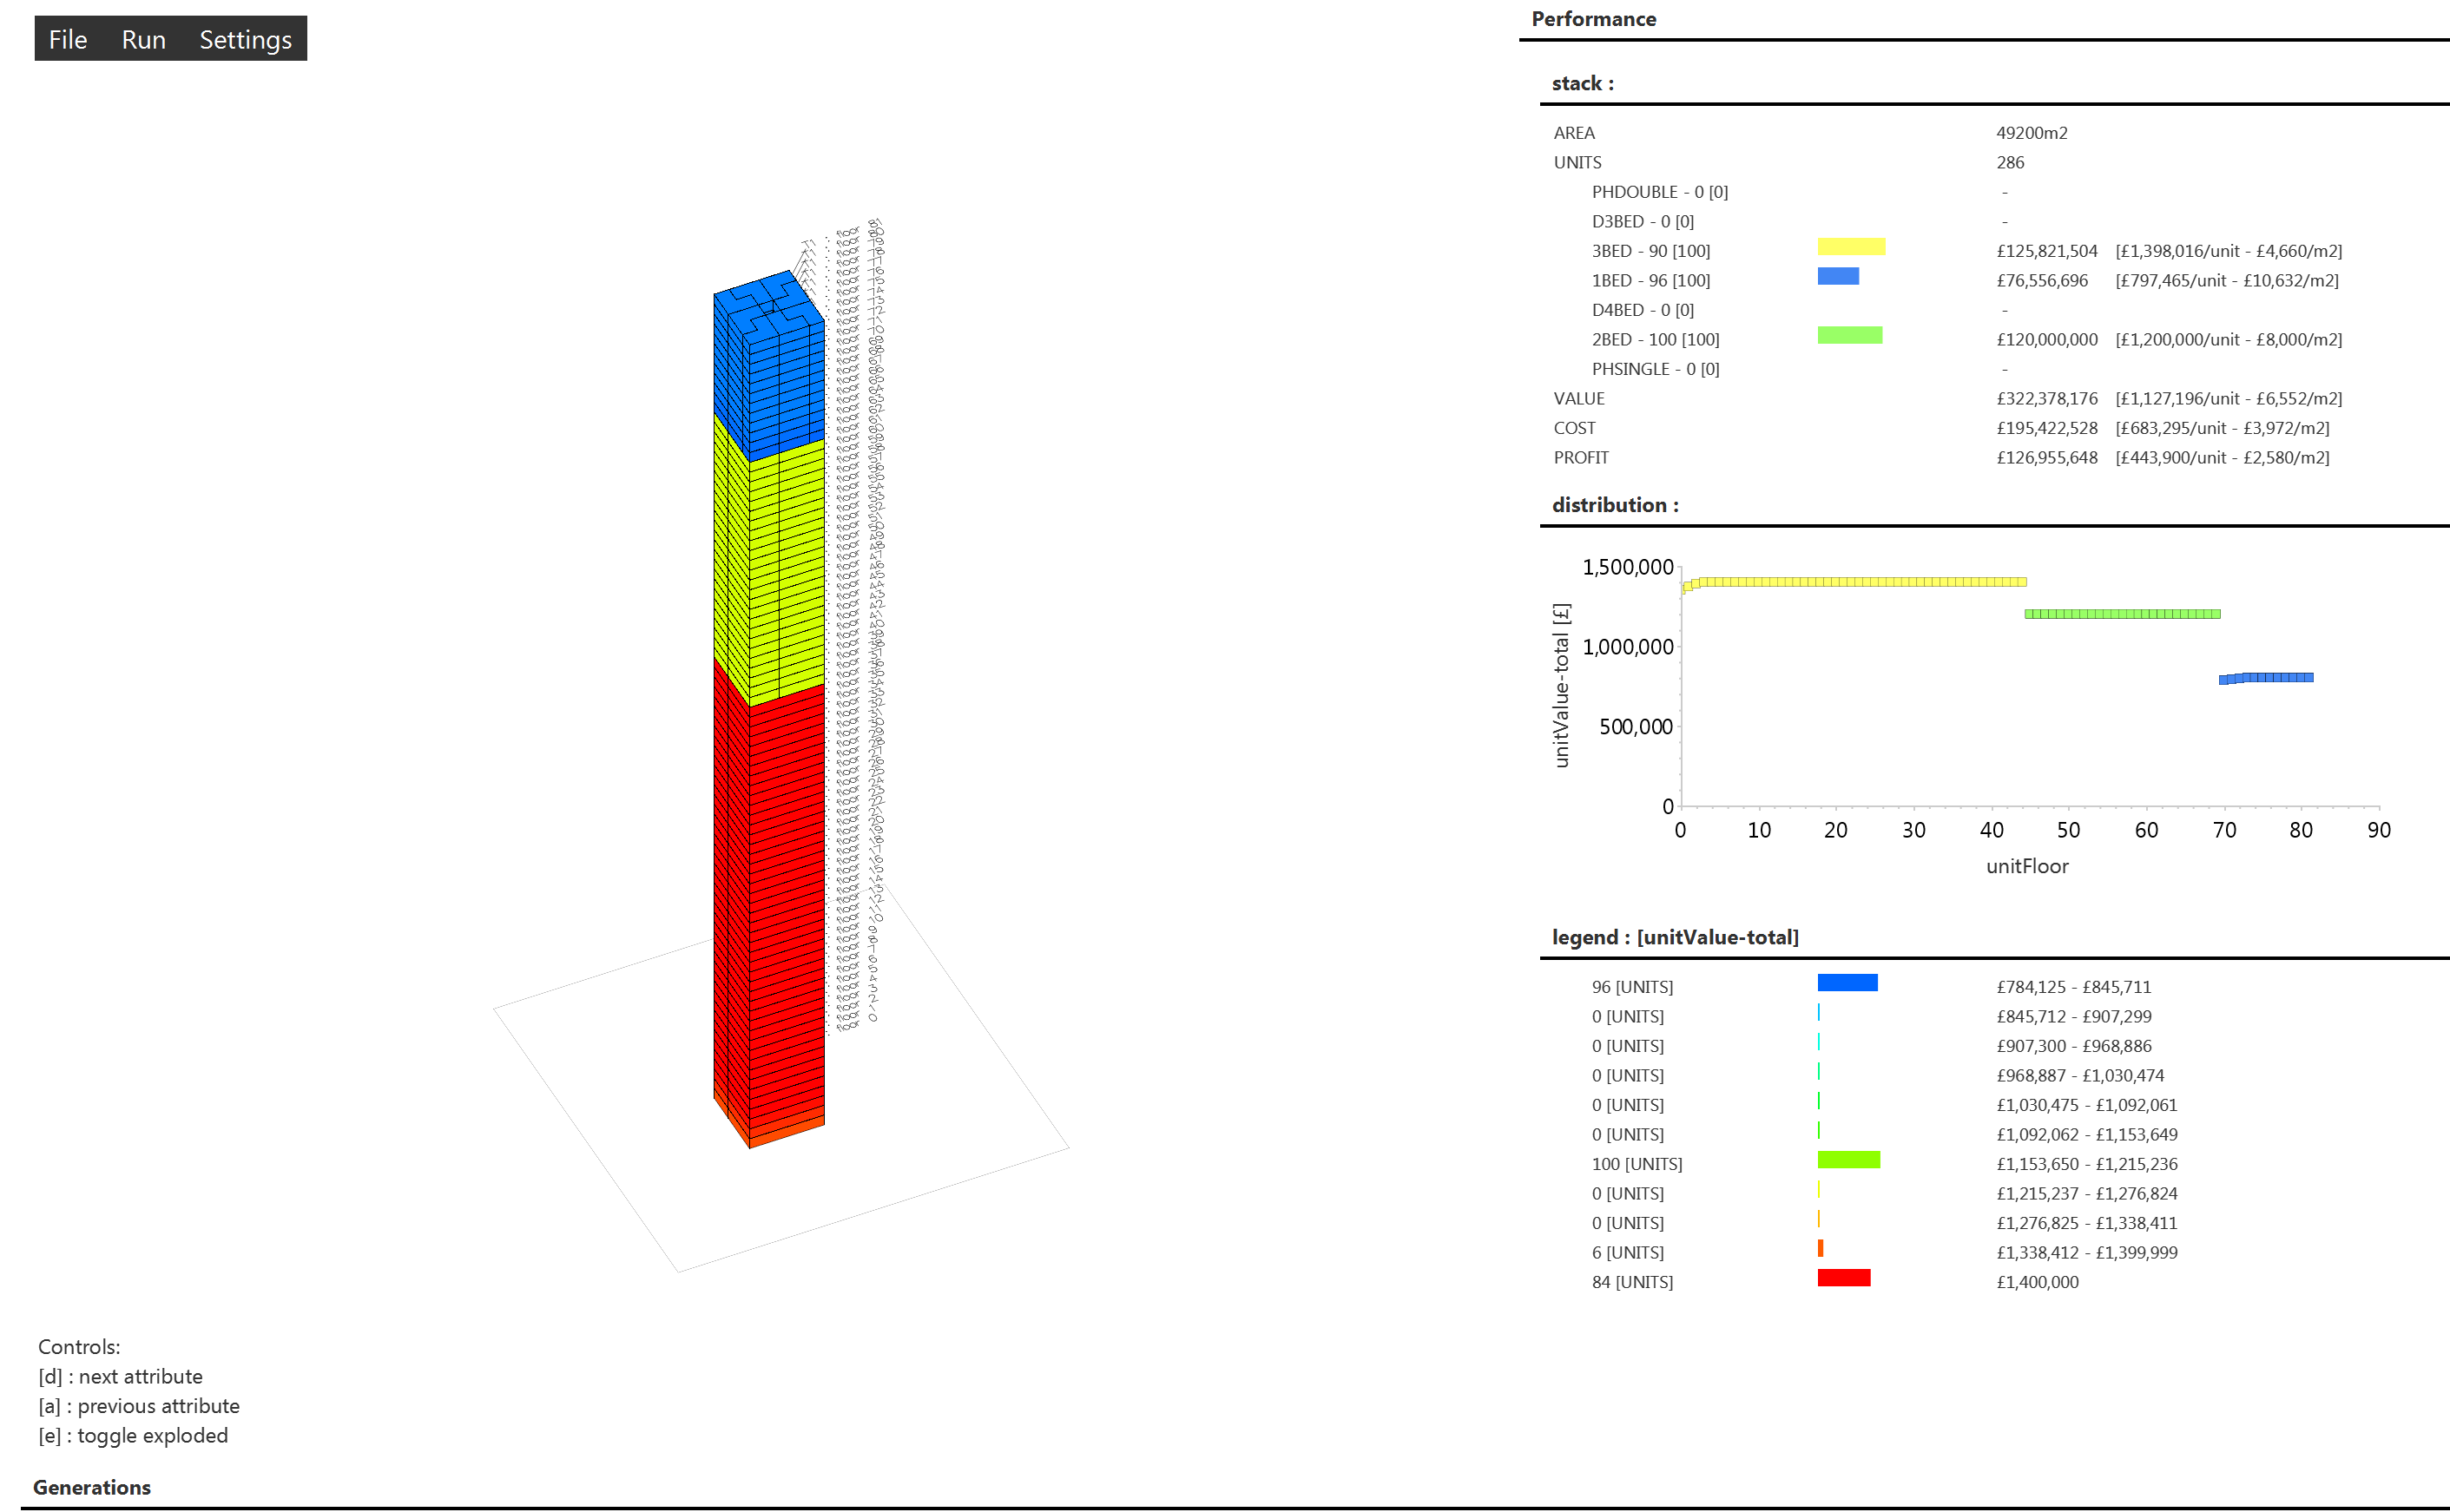 File Run Settings
Performance
stack :
AREA 49200m2
UNITS 286
PHDOUBLE - 0 [0] -
D3BED - 0 [0] -
3BED - 90 [100] £125,821,504 [£1,398,016/unit - £4,660/m2]
1BED - 96 [100] £76,556,696 [£797,465/unit - £10,632/m2]
D4BED - 0 [0] -
2BED - 100 [100] £120,000,000 [£1,200,000/unit - £8,000/m2]
PHSINGLE - 0 [0] -
VALUE £322,378,176 [£1,127,196/unit - £6,552/m2]
COST £195,422,528 [£683,295/unit - £3,972/m2]
PROFIT £126,955,648 [£443,900/unit - £2,580/m2]
distribution :
unitValue-total [£]
1,500,000
1,000,000
500,000
0
0 10 20 30 40 50 60 70 80 90
unitFloor
legend : [unitValue-total]
96 [UNITS] £784,125 - £845,711
0 [UNITS] £845,712 - £907,299
0 [UNITS] £907,300 - £968,886
0 [UNITS] £968,887 - £1,030,474
0 [UNITS] £1,030,475 - £1,092,061
0 [UNITS] £1,092,062 - £1,153,649
100 [UNITS] £1,153,650 - £1,215,236
0 [UNITS] £1,215,237 - £1,276,824
0 [UNITS] £1,276,825 - £1,338,411
6 [UNITS] £1,338,412 - £1,399,999
84 [UNITS] £1,400,000
Controls:
[d] : next attribute
[a] : previous attribute
[e] : toggle exploded
Generations